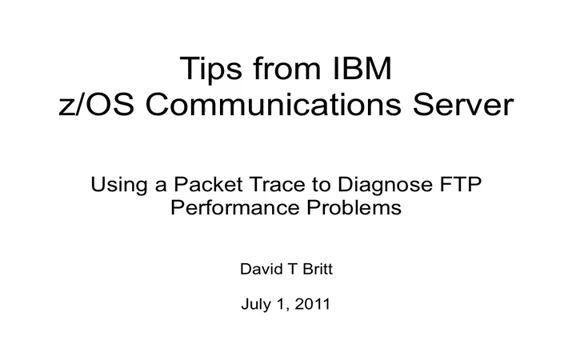 Tips from IBM
z/OS Communications Server
Using a Packet Trace to Diagnose FTP
Performance Problems
David T Britt
July 1, 2011